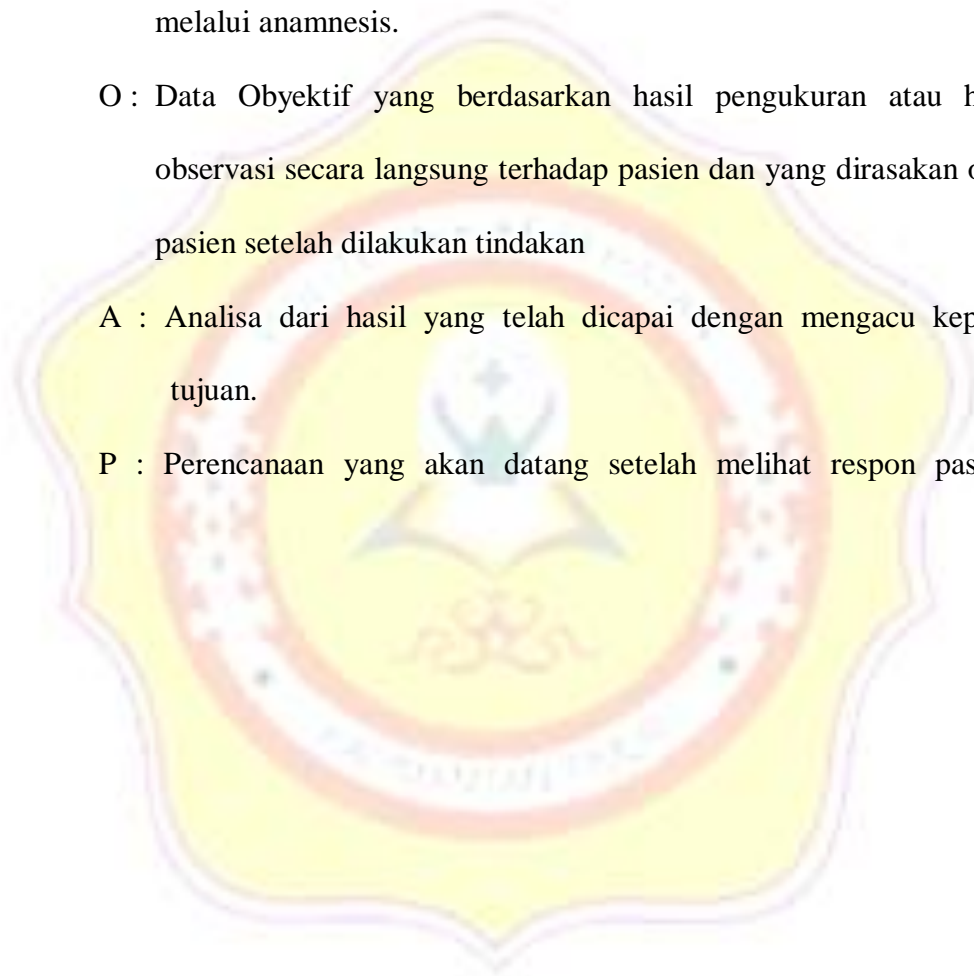 melalui anamnesis.
O : Data Obyektif yang berdasarkan hasil pengukuran atau h
observasi secara langsung terhadap pasien dan yang dirasakan o
pasien setelah dilakukan tindakan
A : Analisa dari hasil yang telah dicapai dengan mengacu kep
tujuan.
P : Perencanaan yang akan datang setelah melihat respon pas